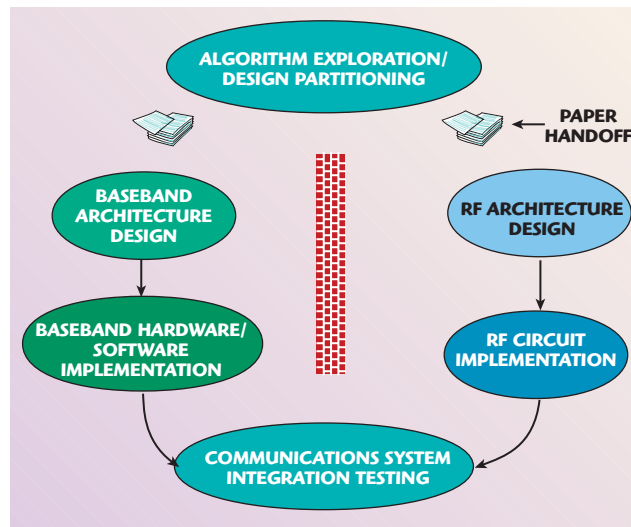 ALGORITHM EXPLORATION/
DESIGN PARTITIONING
PAPER
HANDOFF
BASEBAND
ARCHITECTURE
DESIGN
RF ARCHITECTURE
DESIGN
BASEBAND HARDWARE/
SOFTWARE
IMPLEMENTATION
RF CIRCUIT
IMPLEMENTATION
COMMUNICATIONS SYSTEM
INTEGRATION TESTING